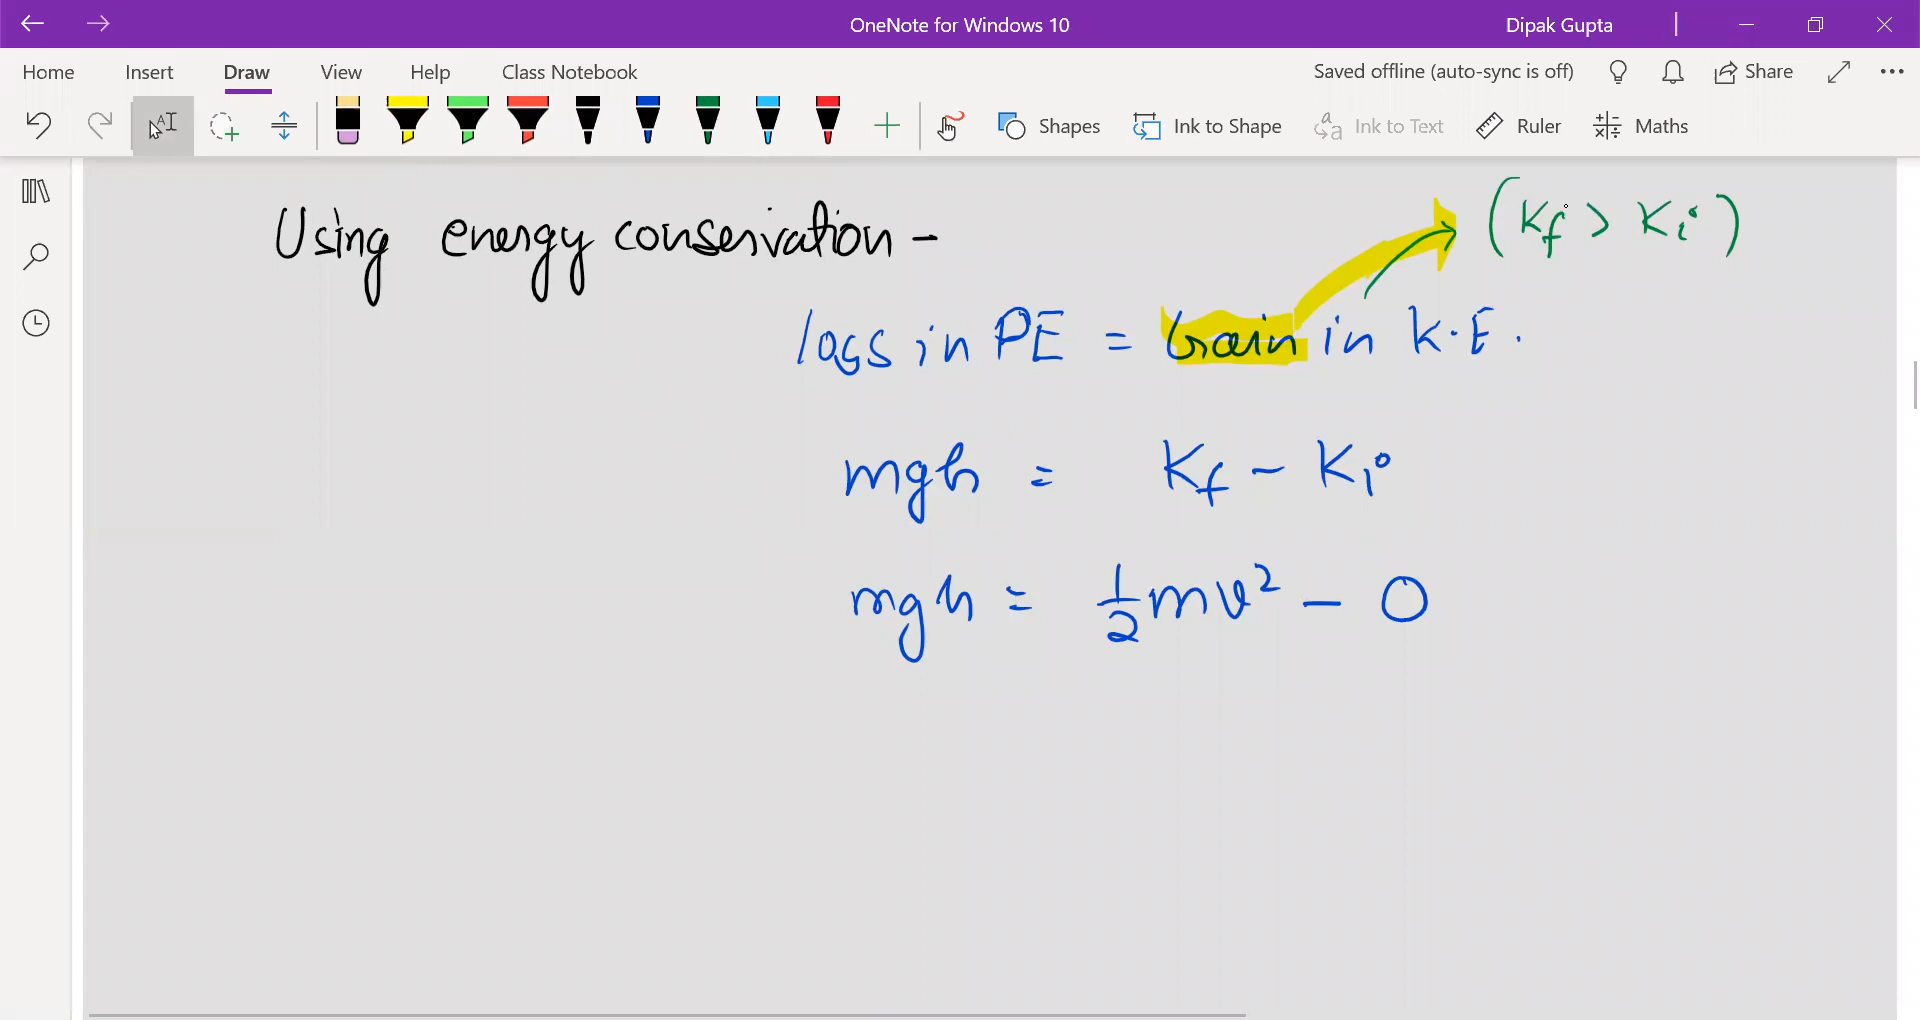 OneNote for Windows 10
Dipak Gupta
Home Insert Draw View Help Class Notebook
Saved offline (auto-sync is off) Share
Shapes Ink to Shape Ink to Text Ruler Maths
Using energy conservation –
(Kf > Ki)
loss in PE = Gain in K.E.
mgh = Kf – Ki
mgh = 1/2 mv² – 0